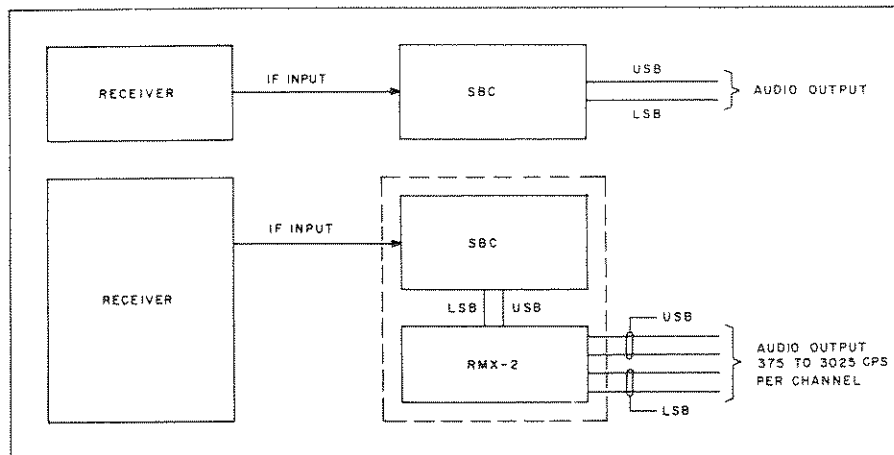 RECEIVER
IF INPUT
SBC
USB
LSB
AUDIO OUTPUT
RECEIVER
IF INPUT
SBC
LSB
USB
RMX-2
USB
LSB
AUDIO OUTPUT
375 TO 3025 CPS
PER CHANNEL